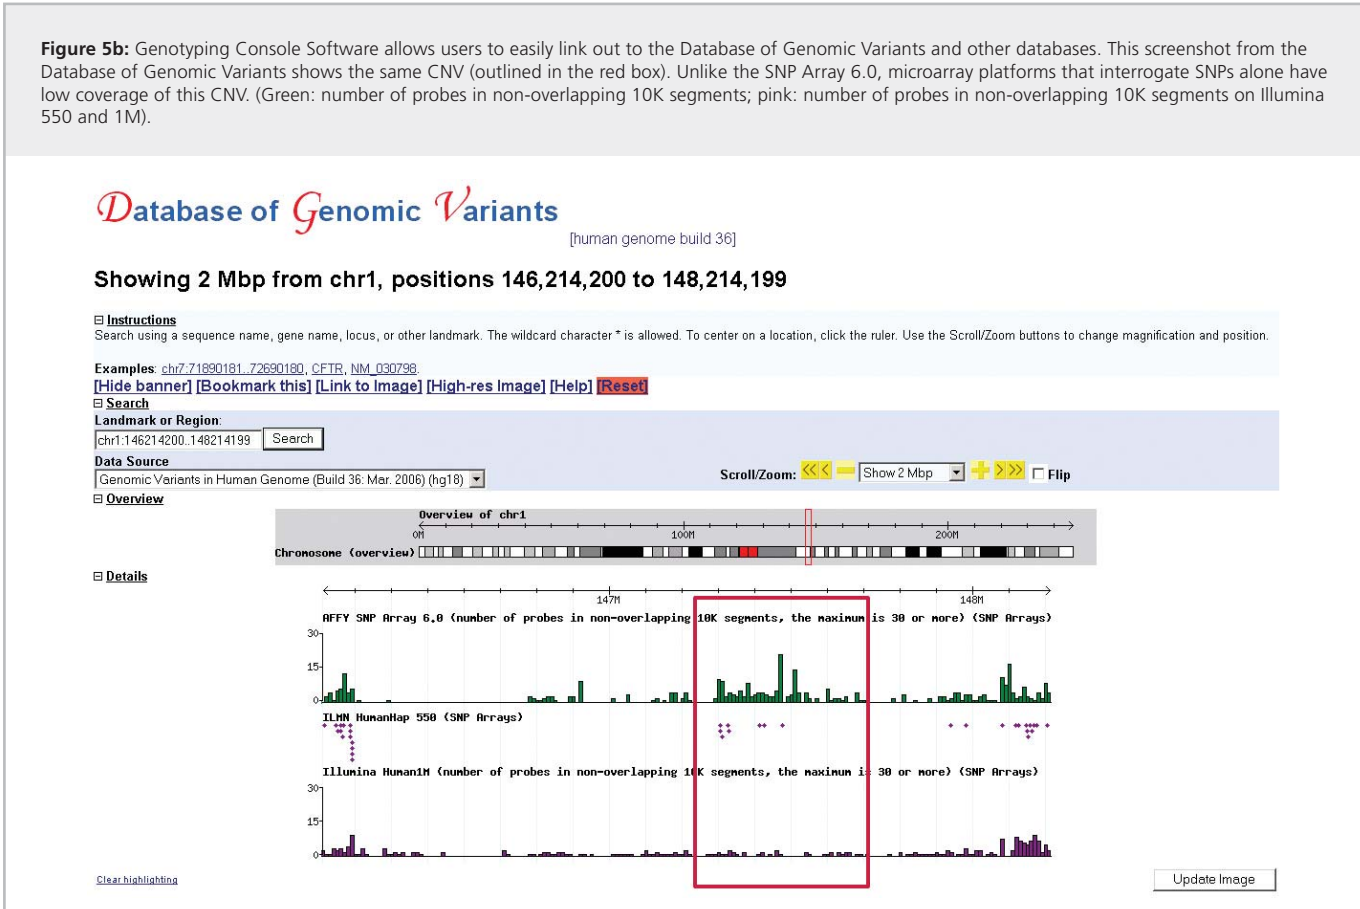 Figure 5b: Genotyping Console Software allows users to easily link out to the Database of Genomic Variants and other databases. This screenshot from the
Database of Genomic Variants shows the same CNV (outlined in the red box). Unlike the SNP Array 6.0, microarray platforms that interrogate SNPs alone have
low coverage of this CNV. (Green: number of probes in non-overlapping 10K segments; pink: number of probes in non-overlapping 10K segments on Illumina
550 and 1M).
Database of Genomic Variants
[human genome build 36]
Showing 2 Mbp from chr1, positions 146,214,200 to 148,214,199
Instructions
Search using a sequence name, gene name, locus, or other landmark. The wildcard character * is allowed. To center on a location, click the ruler. Use the Scroll/Zoom buttons to change magnification and position.
Examples: chr7:71890181..72690180, CFTR, NM_030798.
[Hide banner] [Bookmark this] [Link to Image] [High-res Image] [Help] [Reset]
Search
Landmark or Region:
chr1:146214200..148214199 Search
Data Source
Genomic Variants in Human Genome (Build 36: Mar. 2006) (hg18)
Scroll/Zoom: << < − Show 2 Mbp + > >> Flip
Overview
Overview of chr1
0M 100M 200M
Chromosome (overview)
Details
147M 148M
AFFY SNP Array 6.0 (number of probes in non-overlapping 10K segments, the maximum is 30 or more) (SNP Arrays)
30
15
0
ILMN HumanHap 550 (SNP Arrays)
Illumina Human1M (number of probes in non-overlapping 10K segments, the maximum is 30 or more) (SNP Arrays)
30
15
0
Clear highlighting
Update Image